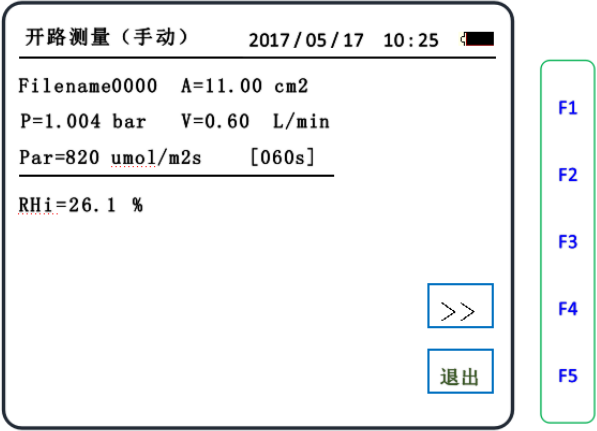 开路测量（手动） 2017/05/17 10:25
Filename0000 A=11.00 cm2
P=1.004 bar V=0.60 L/min
Par=820 umol/m2s [060s]
RHi=26.1 %
>>
退出
F1
F2
F3
F4
F5